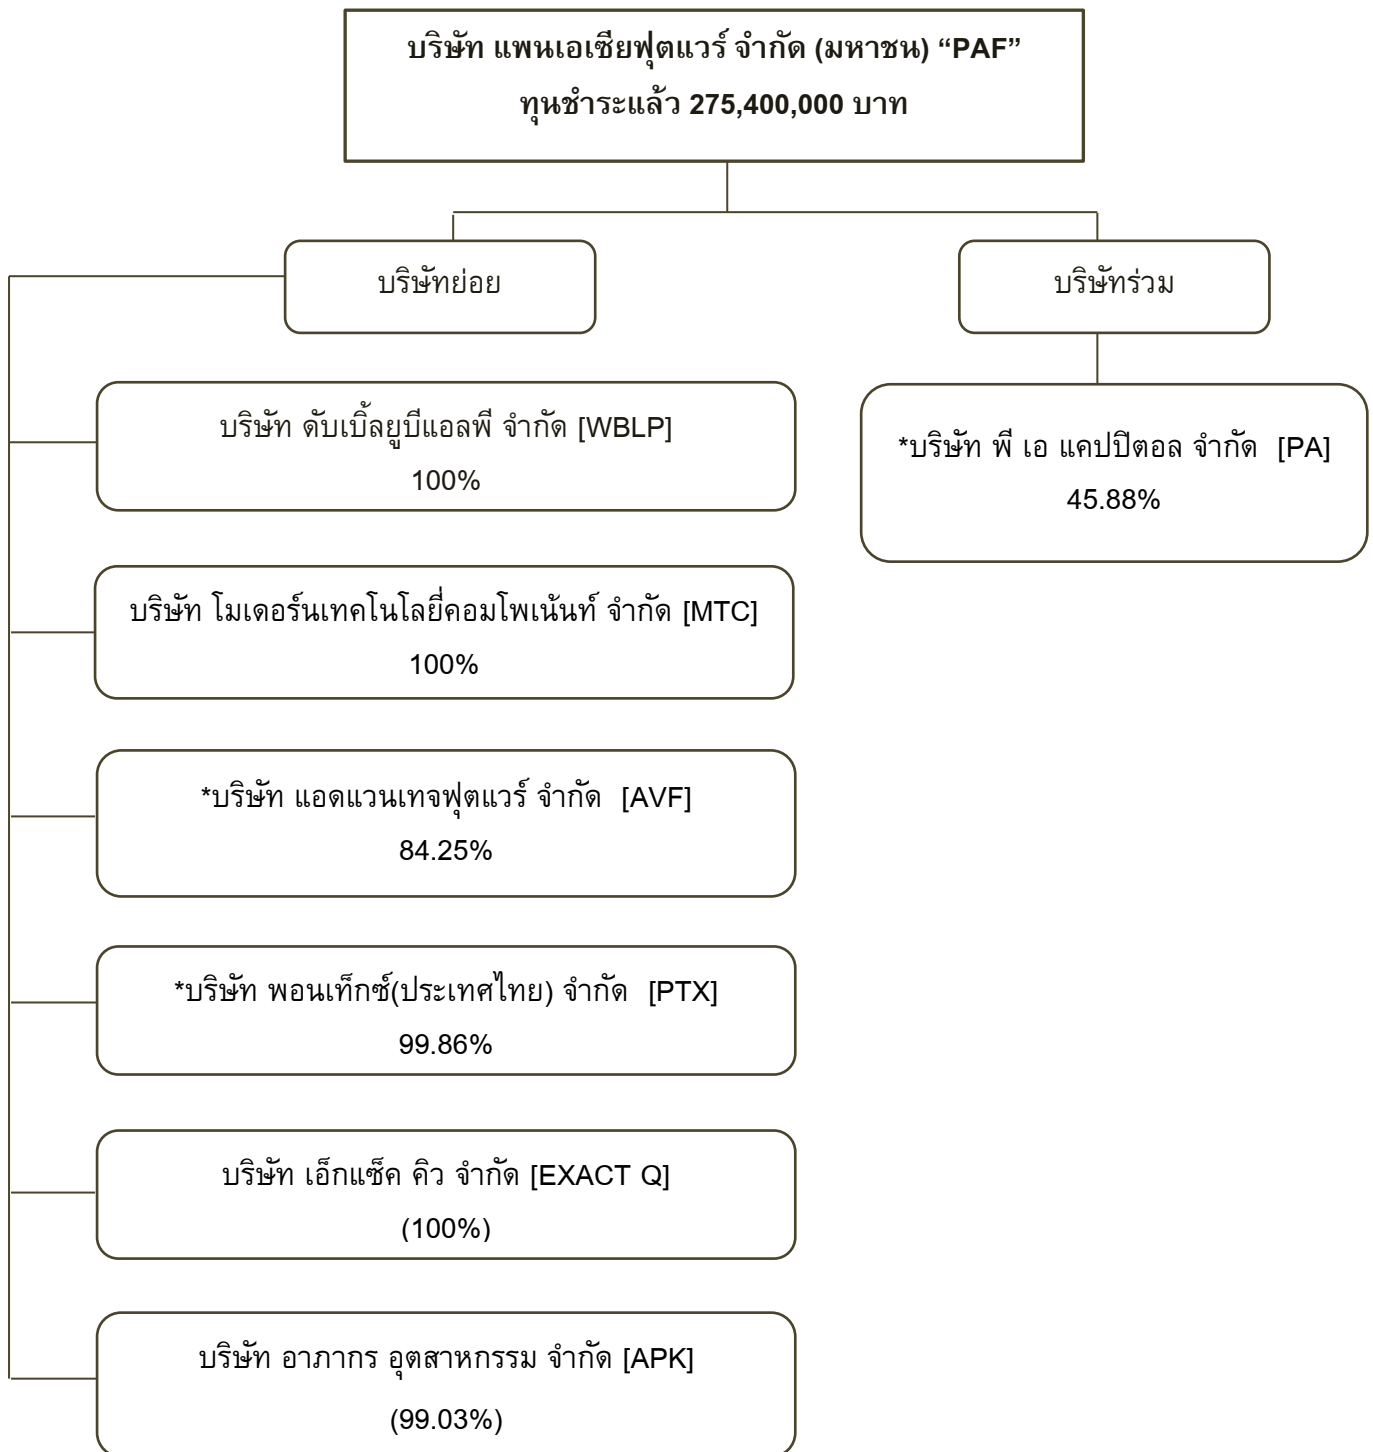 บริษัท แพนเอเซียฟุตแวร์ จำกัด (มหาชน) “PAF”
ทุนชำระแล้ว 275,400,000 บาท
บริษัทย่อย
บริษัทร่วม
บริษัท ดับเบิ้ลยูบีแอลพี จำกัด [WBLP]
100%
*บริษัท พี เอ แคปปิตอล จำกัด [PA]
45.88%
บริษัท โมเดอร์นเทคโนโลยี่คอมโพเน้นท์ จำกัด [MTC]
100%
*บริษัท แอดแวนเทจฟุตแวร์ จำกัด [AVF]
84.25%
*บริษัท พอนเท็กซ์(ประเทศไทย) จำกัด [PTX]
99.86%
บริษัท เอ็กแซ็ค คิว จำกัด [EXACT Q]
(100%)
บริษัท อาภากร อุตสาหกรรม จำกัด [APK]
(99.03%)